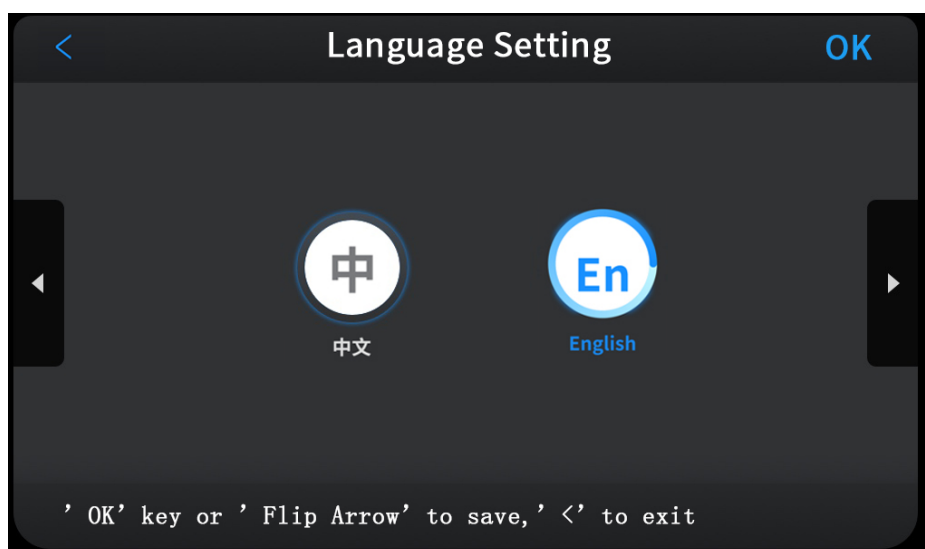 < Language Setting OK
中 En
中文 English
’ OK’ key or ’ Flip Arrow’ to save,’ <’ to exit